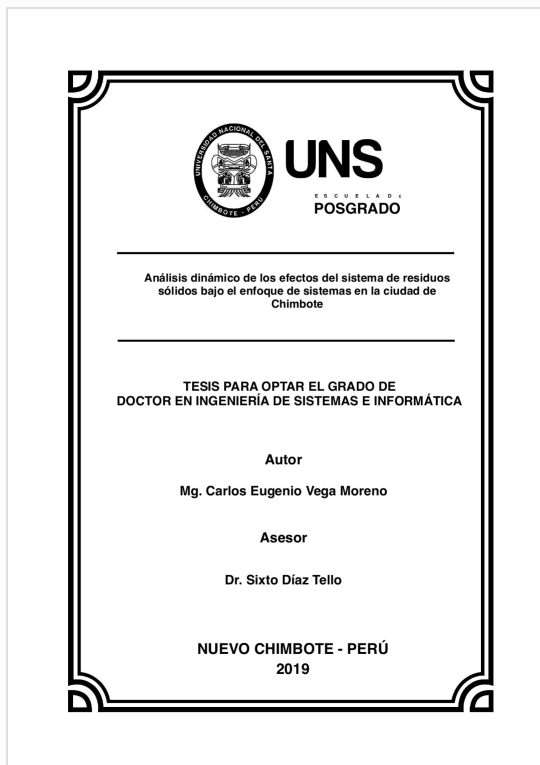 UNIVERSIDAD NACIONAL DEL SANTA
CHIMBOTE - PERÚ
UNS
ESCUELA DE
POSGRADO
Análisis dinámico de los efectos del sistema de residuos
sólidos bajo el enfoque de sistemas en la ciudad de
Chimbote
TESIS PARA OPTAR EL GRADO DE
DOCTOR EN INGENIERÍA DE SISTEMAS E INFORMÁTICA
Autor
Mg. Carlos Eugenio Vega Moreno
Asesor
Dr. Sixto Díaz Tello
NUEVO CHIMBOTE - PERÚ
2019